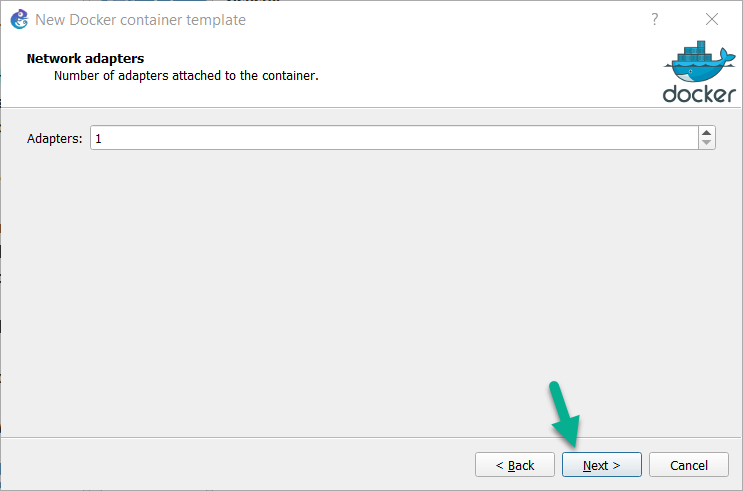 New Docker container template
?
Network adapters
Number of adapters attached to the container.
docker
Adapters: 1
< Back
Next >
Cancel